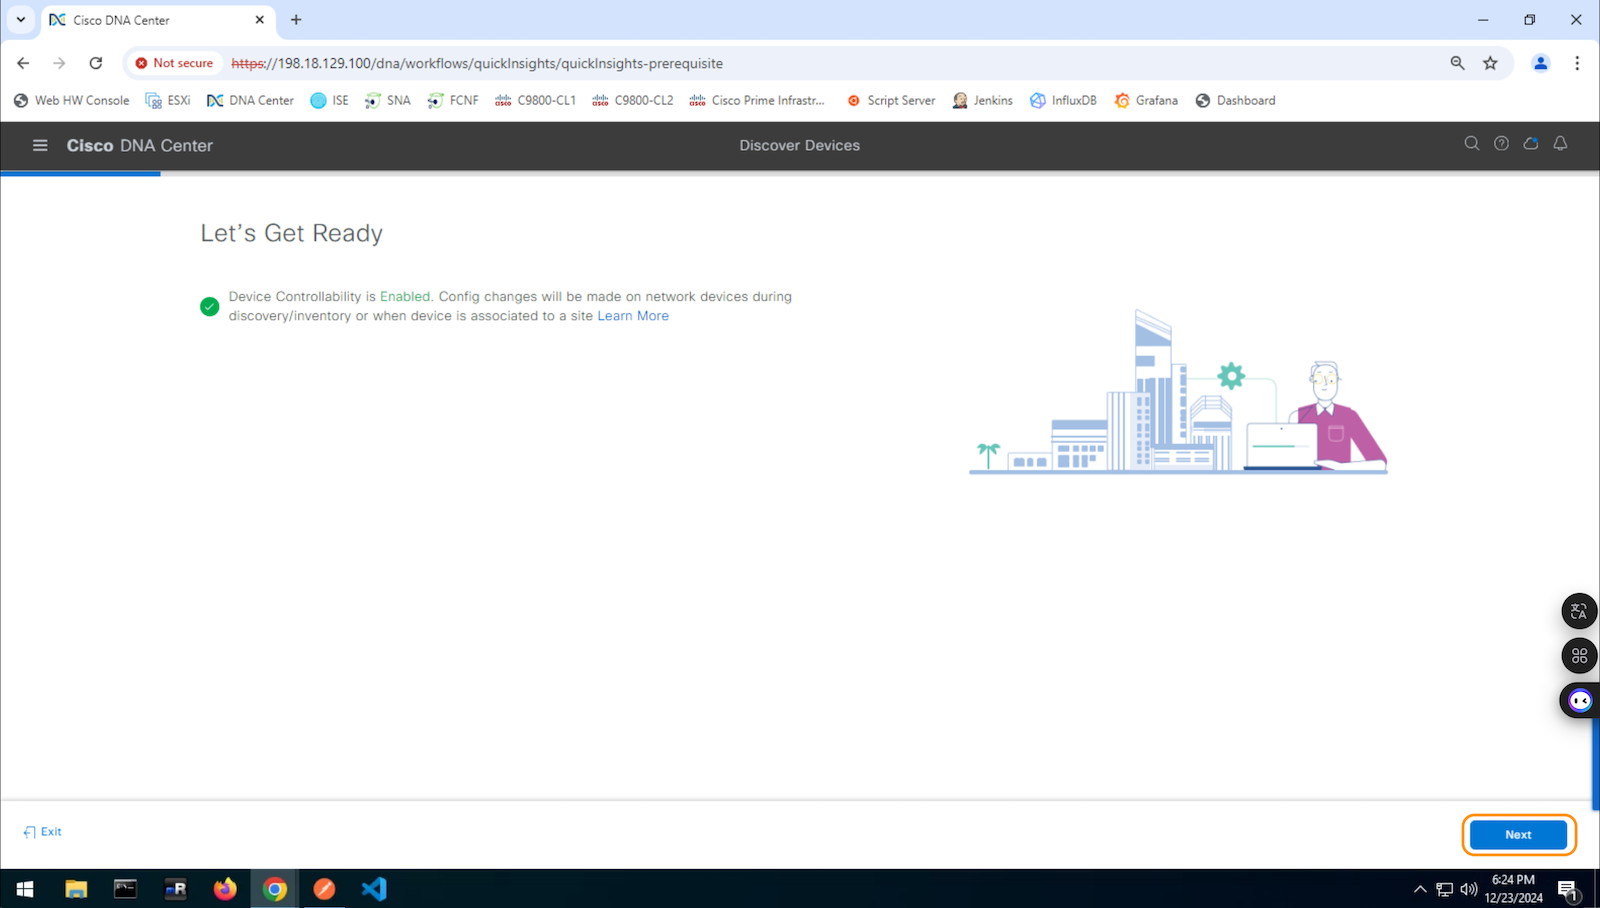 Cisco DNA Center
Not secure https://198.18.129.100/dna/workflows/quickInsights/quickInsights-prerequisite
Web HW Console ESXi DNA Center ISE SNA FCNF C9800-CL1 C9800-CL2 Cisco Prime Infrastr... Script Server Jenkins InfluxDB Grafana Dashboard
Cisco DNA Center Discover Devices
Let's Get Ready
Device Controllability is Enabled. Config changes will be made on network devices during
discovery/inventory or when device is associated to a site Learn More
Exit
Next
6:24 PM
12/23/2024
1